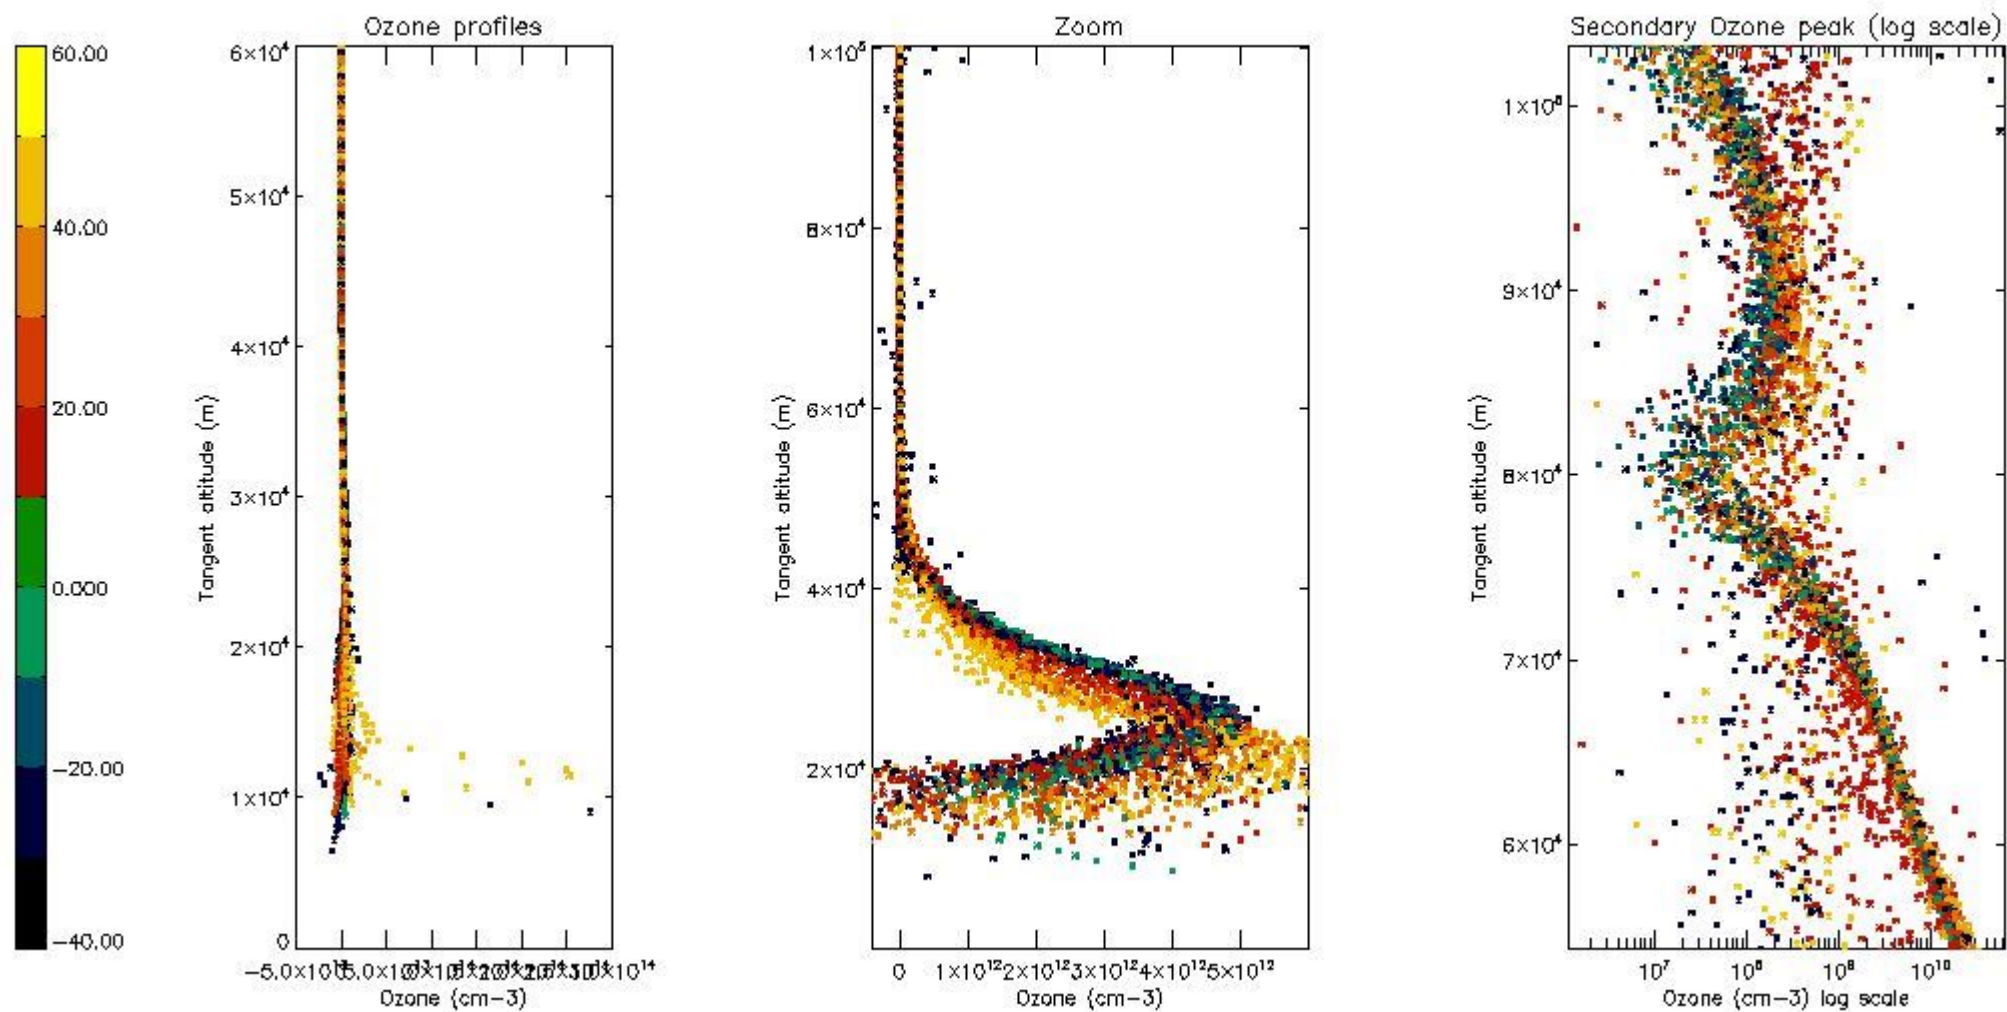 Ozone profiles
Zoom
Secondary Ozone peak (log scale)
60.00
40.00
20.00
0.000
-20.00
-40.00
Tangent altitude (m)
6×10⁴
5×10⁴
4×10⁴
3×10⁴
2×10⁴
1×10⁴
0
Ozone (cm-3)
Tangent altitude (m)
1×10⁵
8×10⁴
6×10⁴
4×10⁴
2×10⁴
0 1×10¹² 2×10¹² 3×10¹² 4×10¹² 5×10¹²
Ozone (cm-3)
Tangent altitude (m)
1×10⁵
9×10⁴
8×10⁴
7×10⁴
6×10⁴
10⁷ 10⁸ 10⁹ 10¹⁰
Ozone (cm-3) log scale